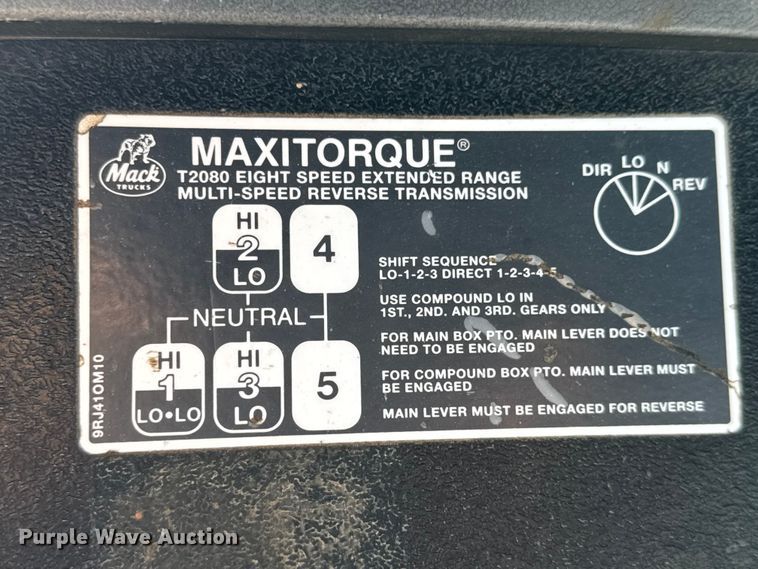 Mack
TRUCKS
MAXITORQUE®
T2080 EIGHT SPEED EXTENDED RANGE
MULTI-SPEED REVERSE TRANSMISSION
DIR LO N REV
HI
2
LO
4
NEUTRAL
HI
1
LO•LO
HI
3
LO
5
SHIFT SEQUENCE
LO-1-2-3 DIRECT 1-2-3-4-5
USE COMPOUND LO IN
1ST., 2ND. AND 3RD. GEARS ONLY
FOR MAIN BOX PTO. MAIN LEVER DOES NOT
NEED TO BE ENGAGED
FOR COMPOUND BOX PTO. MAIN LEVER MUST
BE ENGAGED
MAIN LEVER MUST BE ENGAGED FOR REVERSE
9RJ41OM10
Purple Wave Auction